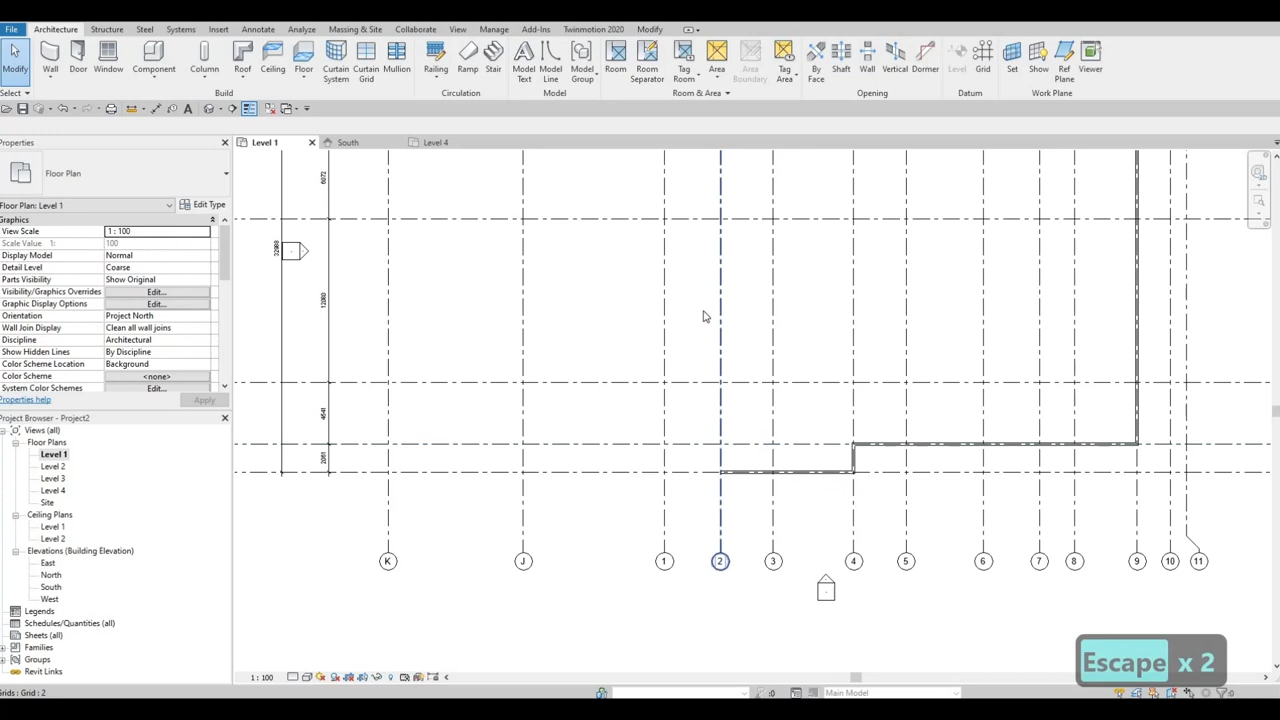 File Architecture Structure Steel Systems Insert Annotate Analyze Massing & Site Collaborate View Manage Add-Ins Twinmotion 2020 Modify
Modify Wall Door Window Component Column Roof Ceiling Floor Curtain System Curtain Grid Mullion Railing Ramp Stair Model Text Model Line Model Group Room Room Separator Tag Room Area Area Boundary Tag Area By Face Shaft Wall Vertical Dormer Level Grid Set Show Ref Plane Viewer
Select Build Circulation Model Room & Area Opening Datum Work Plane
Properties
Level 1 South Level 4
Floor Plan
Floor Plan: Level 1 Edit Type
Graphics
View Scale 1 : 100
Scale Value 1: 100
Display Model Normal
Detail Level Coarse
Parts Visibility Show Original
Visibility/Graphics Overrides Edit...
Graphic Display Options Edit...
Orientation Project North
Wall Join Display Clean all wall joins
Discipline Architectural
Show Hidden Lines By Discipline
Color Scheme Location Background
Color Scheme <none>
System Color Schemes Edit...
Properties help Apply
Project Browser - Project2
Views (all)
Floor Plans
Level 1
Level 2
Level 3
Level 4
Site
Ceiling Plans
Level 1
Level 2
Elevations (Building Elevation)
East
North
South
West
Legends
Schedules/Quantities (all)
Sheets (all)
Families
Groups
Revit Links
6072
4641
2061
K J 1 2 3 4 5 6 7 8 9 10 11
Escape x 2
1 : 100
Grids : Grid : 2 :0 Main Model :0